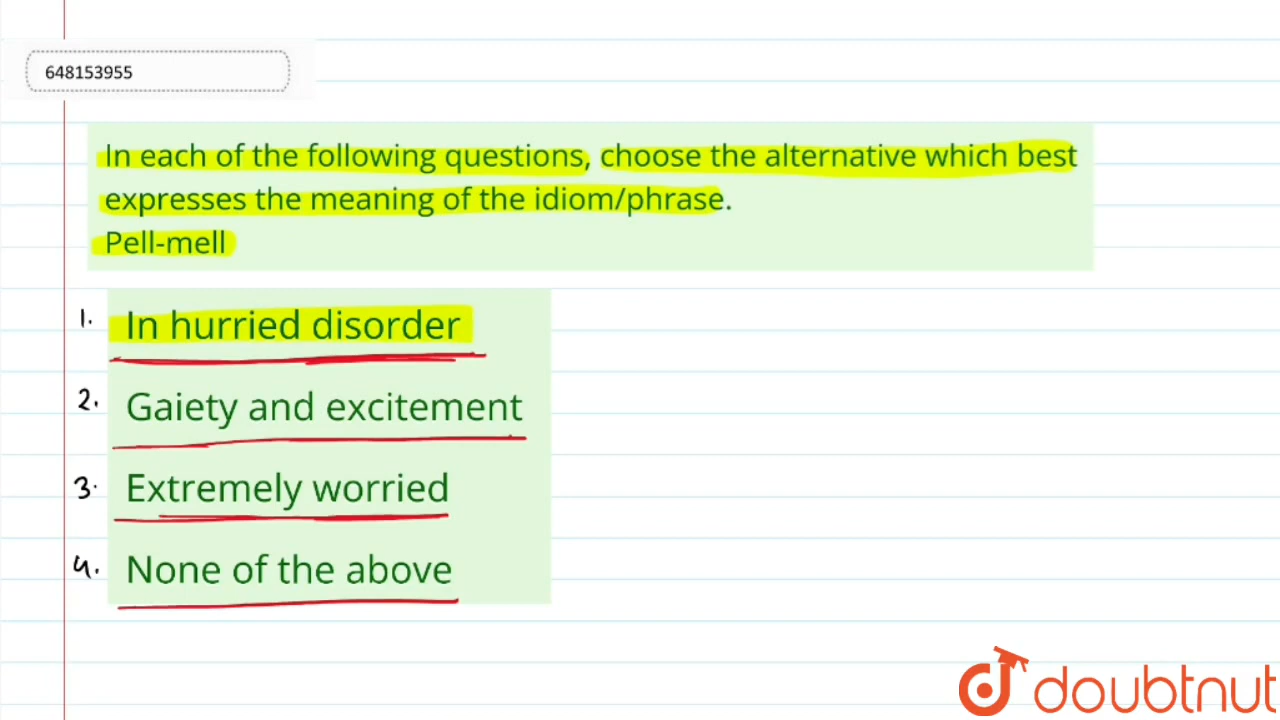 648153955
In each of the following questions, choose the alternative which best
expresses the meaning of the idiom/phrase.
Pell-mell
1. In hurried disorder
2. Gaiety and excitement
3. Extremely worried
4. None of the above
doubtnut